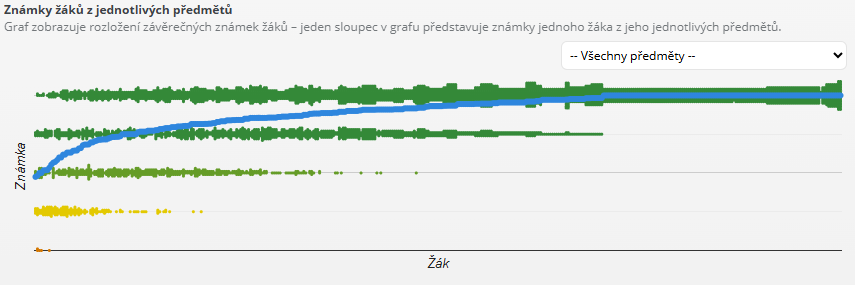 Známky žáků z jednotlivých předmětů
Graf zobrazuje rozložení závěrečných známek žáků – jeden sloupec v grafu představuje známky jednoho žáka z jeho jednotlivých předmětů.
-- Všechny předměty --
Známka
Žák